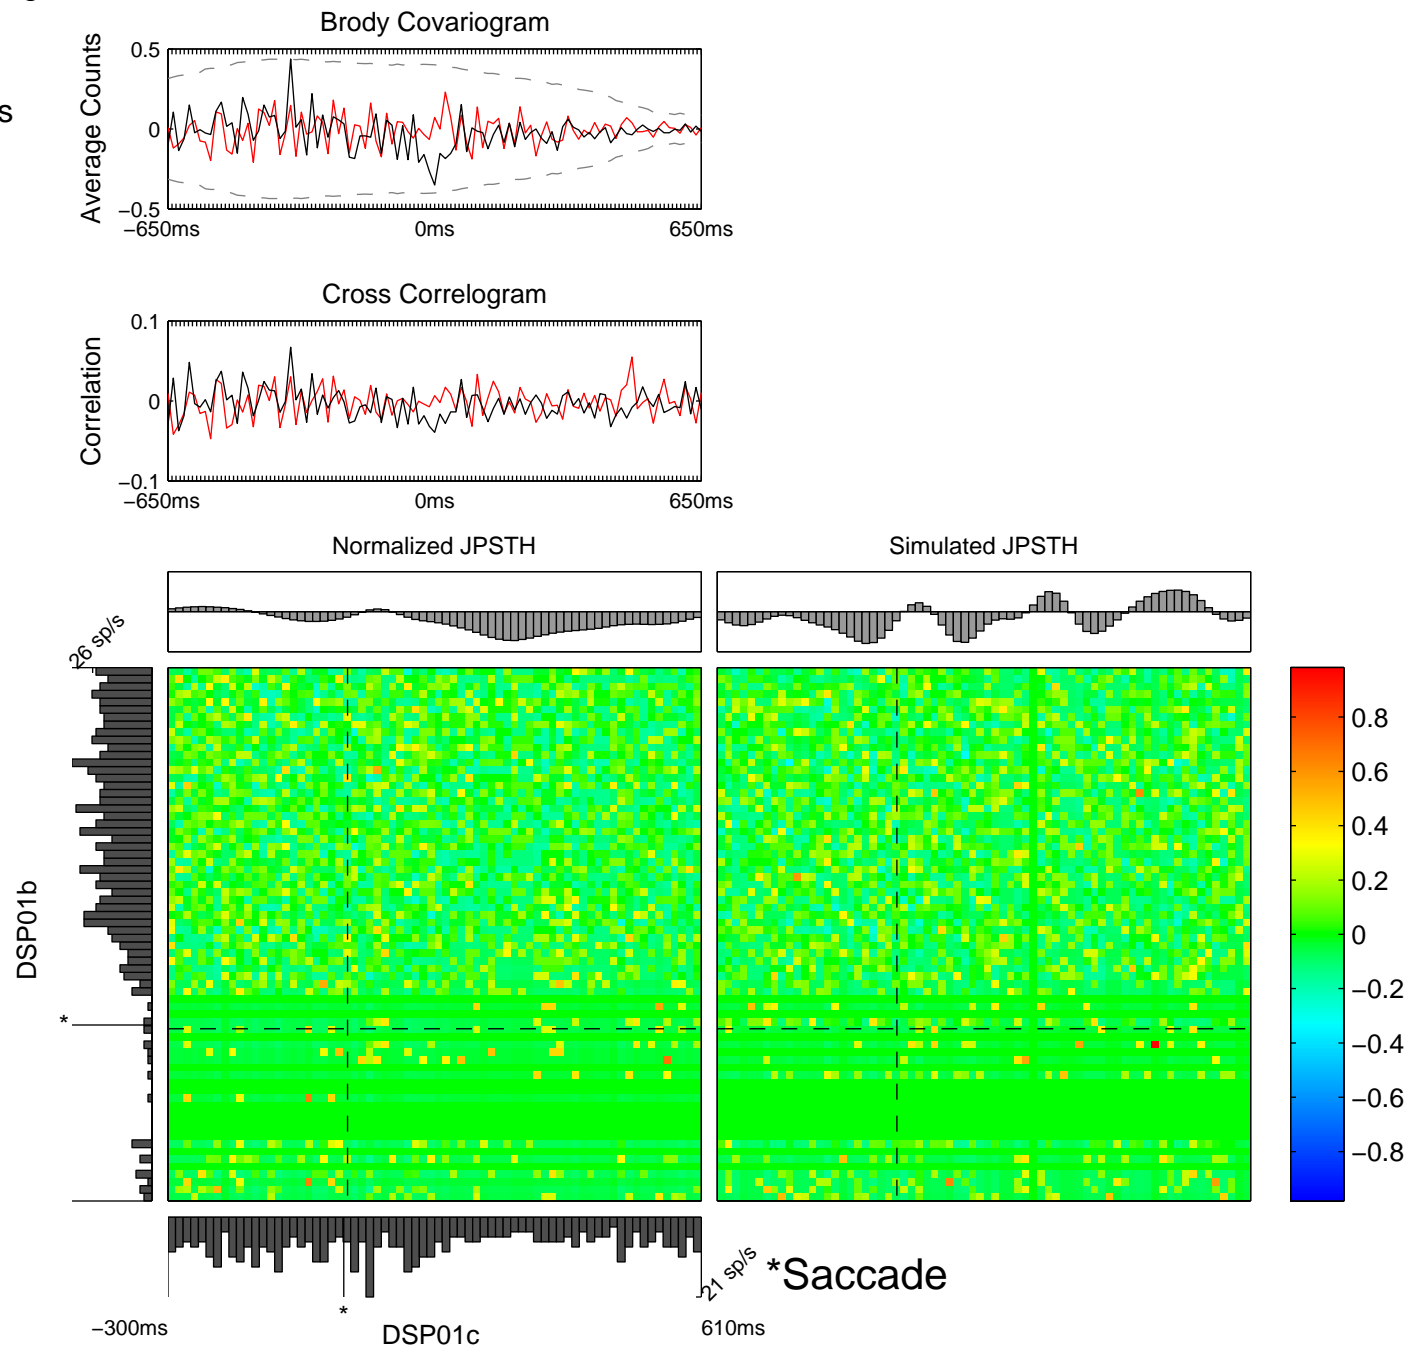 Brody Covariogram
s
Average Counts
0.5
0
−0.5
−650ms
0ms
650ms
Cross Correlogram
Correlation
0.1
0
−0.1
−650ms
0ms
650ms
Normalized JPSTH
Simulated JPSTH
26 sp/s
DSP01b
*
0.8
0.6
0.4
0.2
0
−0.2
−0.4
−0.6
−0.8
21 sp/s
*Saccade
*
−300ms
DSP01c
610ms